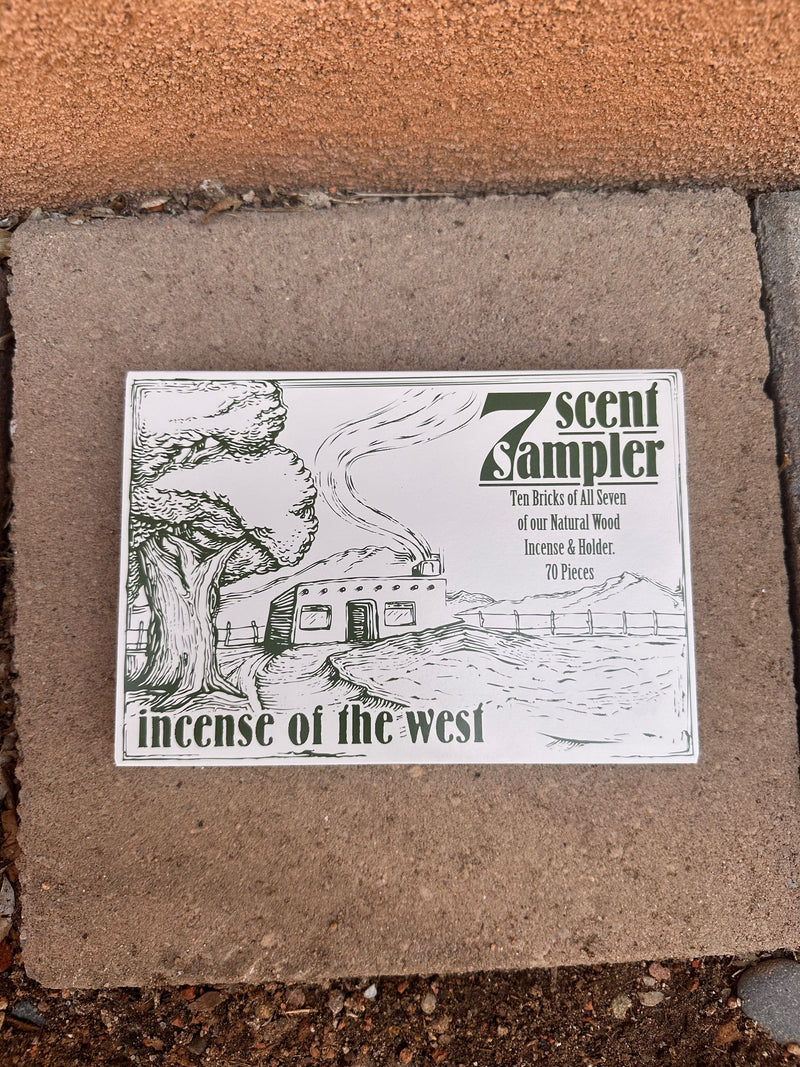 7 scent
sampler
Ten Bricks of All Seven
of our Natural Wood
Incense & Holder.
70 Pieces
incense of the west